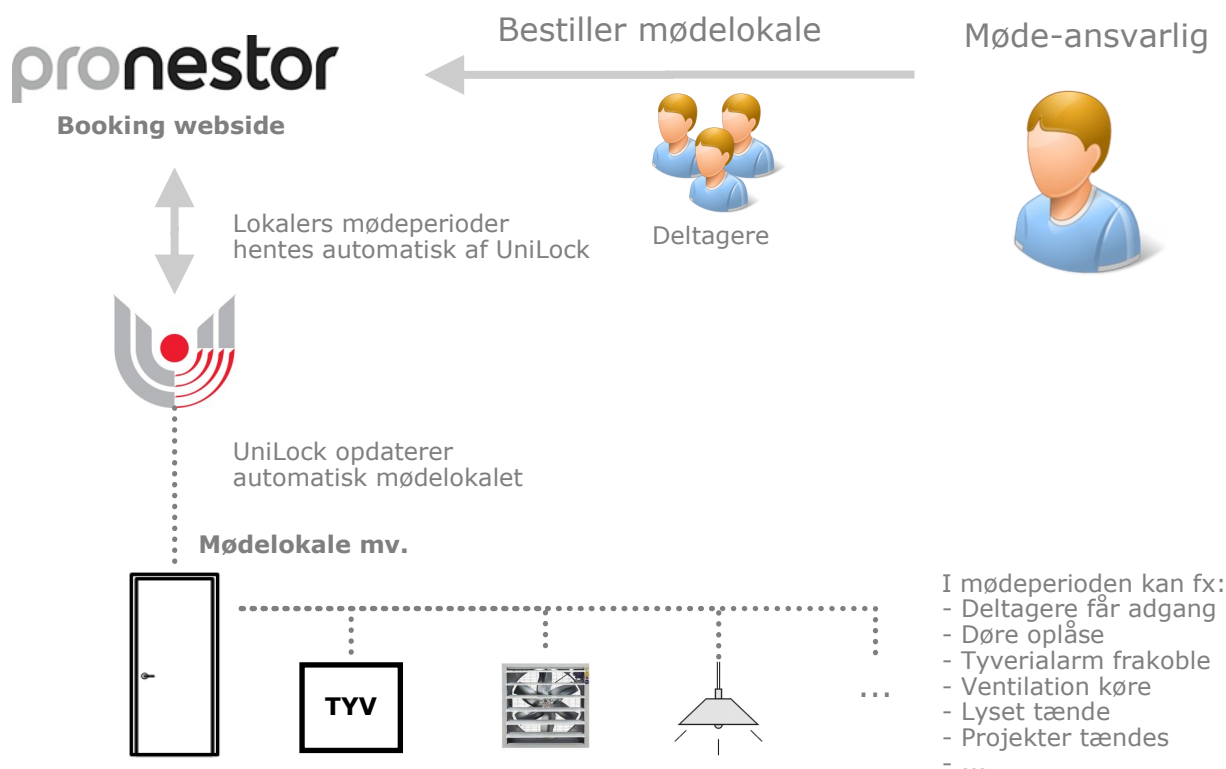 Bestiller mødelokale
Møde-ansvarlig
pronestor
Booking webside
Deltagere
Lokalers mødeperioder
hentes automatisk af UniLock
UniLock opdaterer
automatisk mødelokalet
Mødelokale mv.
TYV
...
I mødeperioden kan fx:
- Deltagere får adgang
- Døre oplåse
- Tyverialarm frakoble
- Ventilation køre
- Lyset tænde
- Projekter tændes
- ...